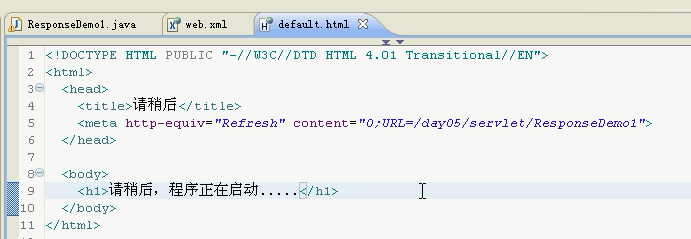 ResponseDemo1.java web.xml default.html
1 <!DOCTYPE HTML PUBLIC "-//W3C//DTD HTML 4.01 Transitional//EN">
2 <html>
3 <head>
4 <title>请稍后</title>
5 <meta http-equiv="Refresh" content="0;URL=/day05/servlet/ResponseDemo1">
6 </head>
7
8 <body>
9 <h1>请稍后，程序正在启动.....</h1>
10 </body>
11 </html>